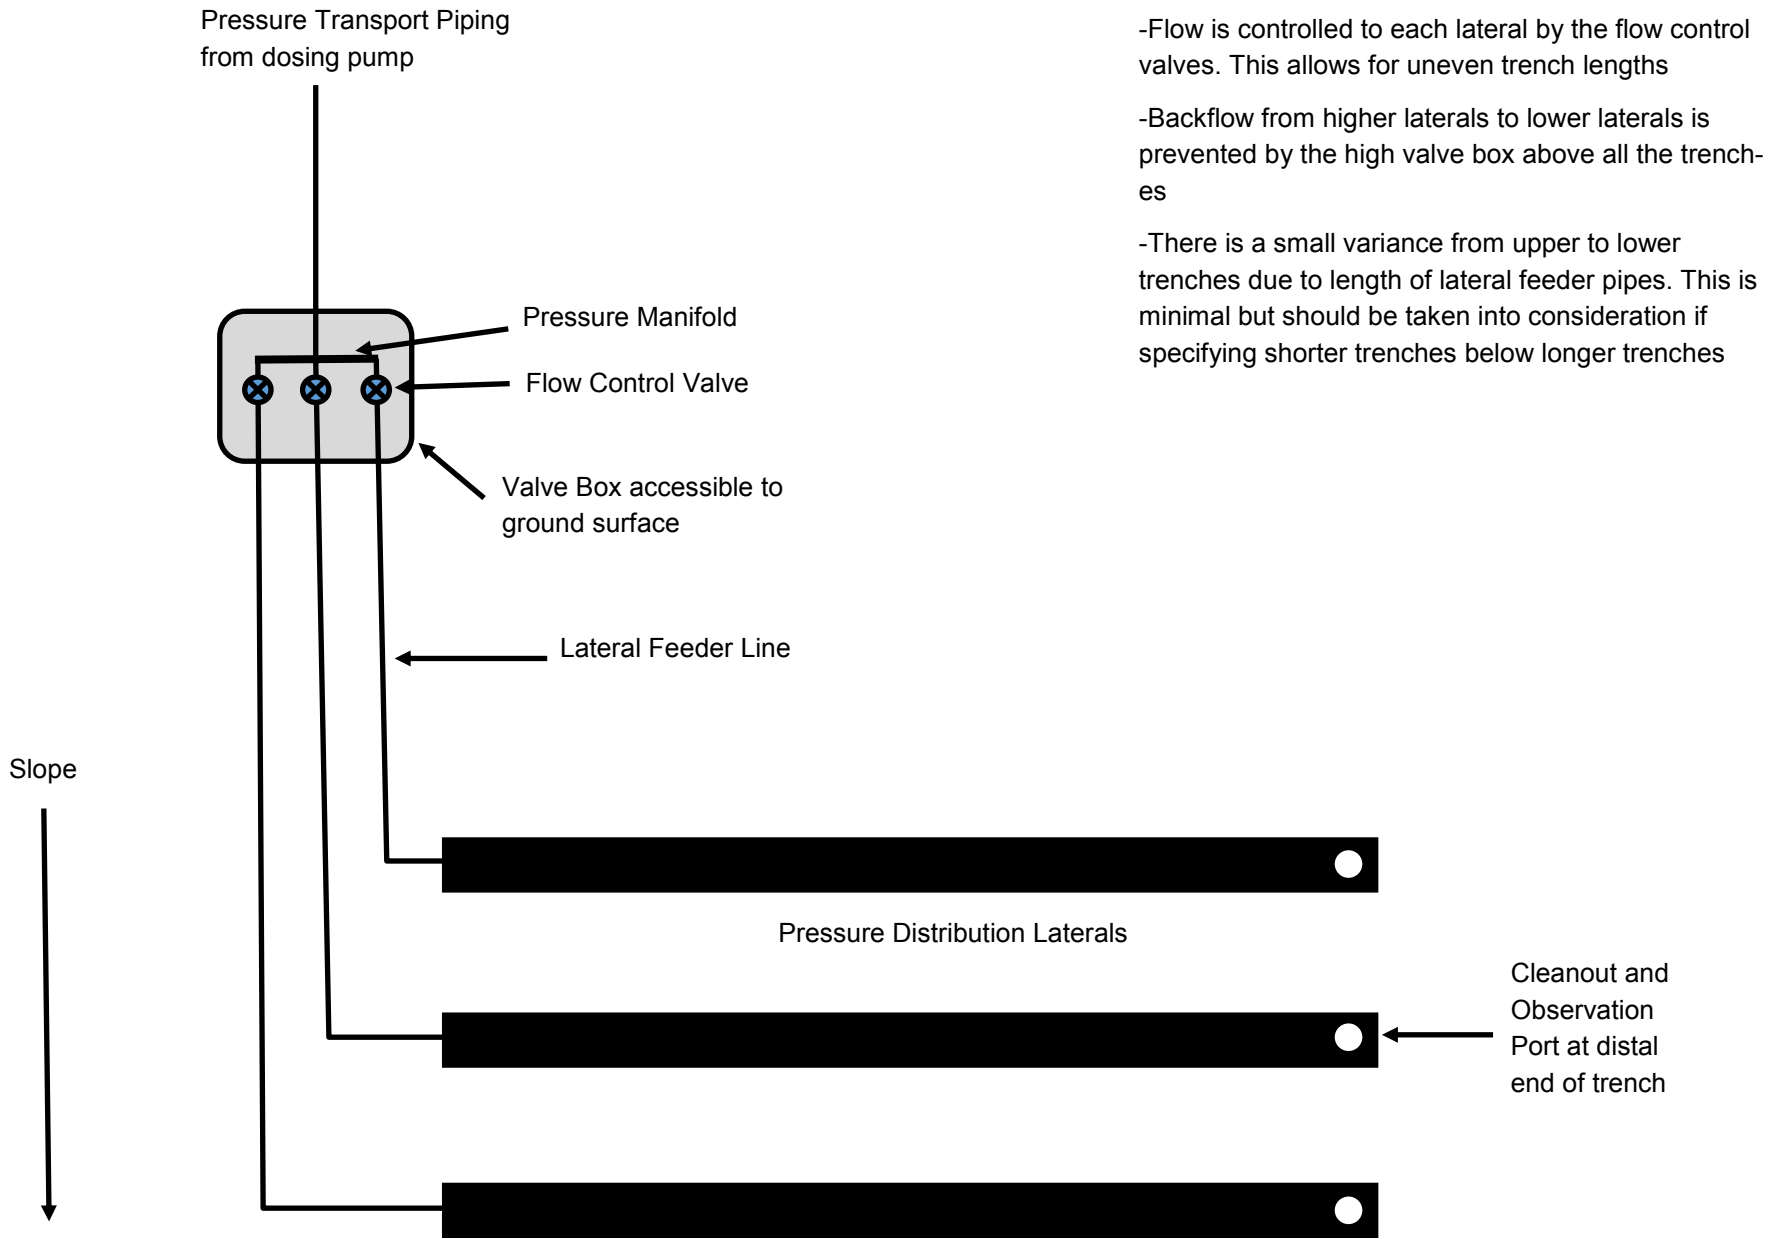 Pressure Transport Piping
from dosing pump
-Flow is controlled to each lateral by the flow control
valves. This allows for uneven trench lengths
-Backflow from higher laterals to lower laterals is
prevented by the high valve box above all the trench-
es
-There is a small variance from upper to lower
trenches due to length of lateral feeder pipes. This is
minimal but should be taken into consideration if
specifying shorter trenches below longer trenches
Pressure Manifold
Flow Control Valve
Valve Box accessible to
ground surface
Lateral Feeder Line
Slope
Pressure Distribution Laterals
Cleanout and
Observation
Port at distal
end of trench